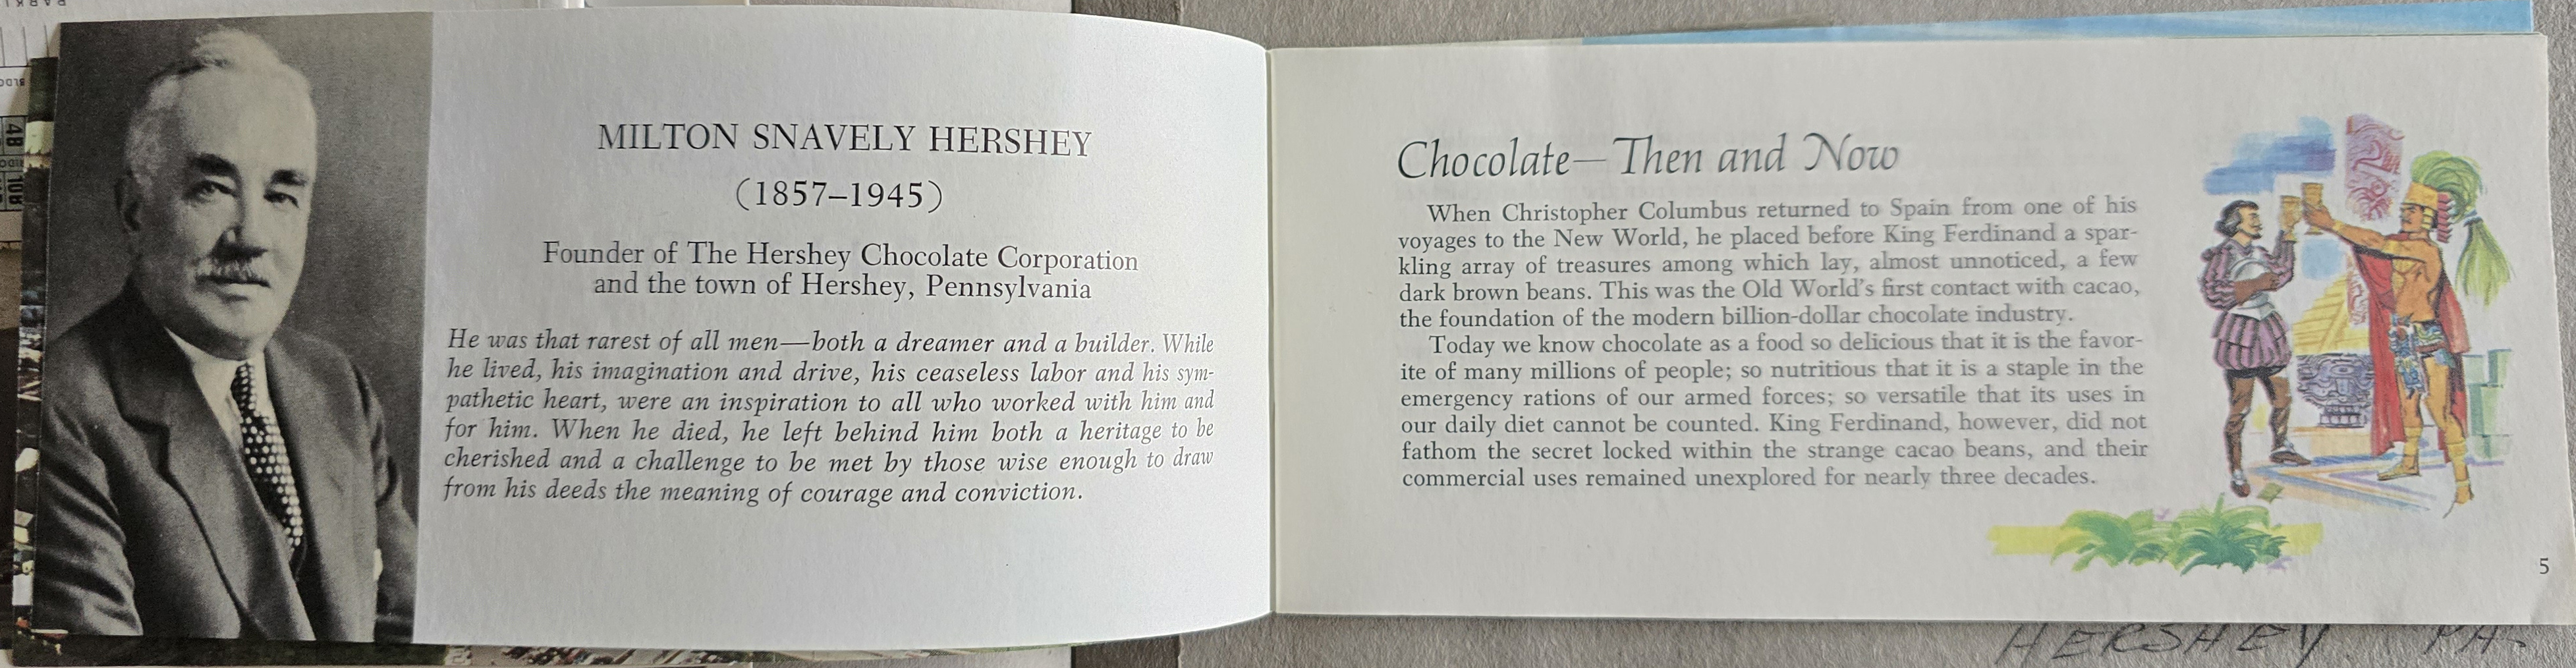 MILTON SNAVELY HERSHEY
(1857–1945)
Founder of The Hershey Chocolate Corporation
and the town of Hershey, Pennsylvania
He was that rarest of all men—both a dreamer and a builder. While
he lived, his imagination and drive, his ceaseless labor and his sym-
pathetic heart, were an inspiration to all who worked with him and
for him. When he died, he left behind him both a heritage to be
cherished and a challenge to be met by those wise enough to draw
from his deeds the meaning of courage and conviction.
Chocolate—Then and Now
When Christopher Columbus returned to Spain from one of his
voyages to the New World, he placed before King Ferdinand a spar-
kling array of treasures among which lay, almost unnoticed, a few
dark brown beans. This was the Old World's first contact with cacao,
the foundation of the modern billion-dollar chocolate industry.
Today we know chocolate as a food so delicious that it is the favor-
ite of many millions of people; so nutritious that it is a staple in the
emergency rations of our armed forces; so versatile that its uses in
our daily diet cannot be counted. King Ferdinand, however, did not
fathom the secret locked within the strange cacao beans, and their
commercial uses remained unexplored for nearly three decades.
5
HERSHEY PA.
4B
10B